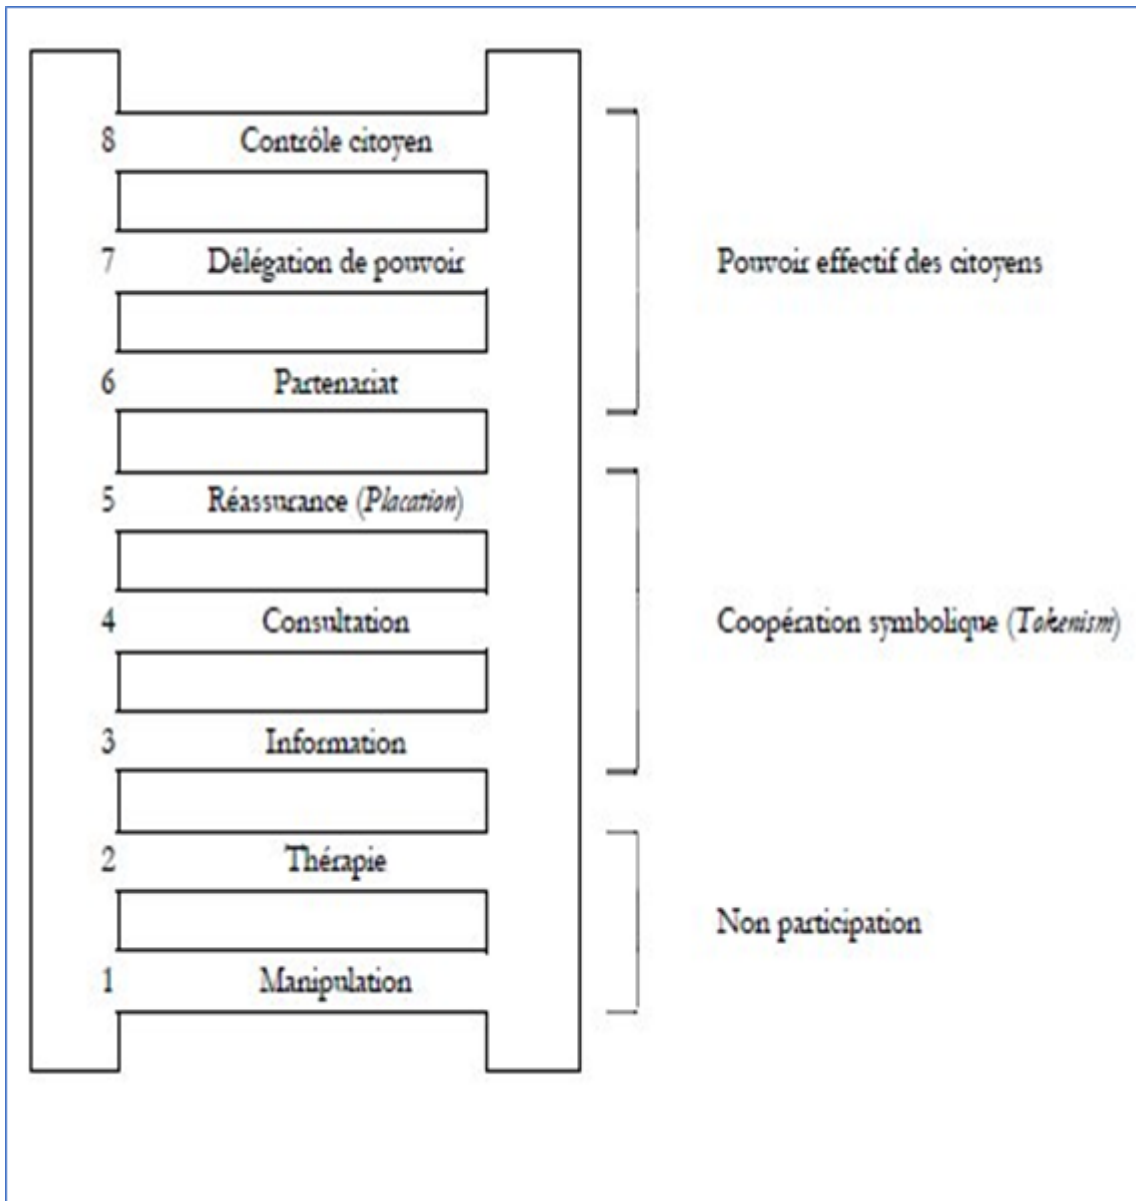 8 Contrôle citoyen
7 Délégation de pouvoir
Pouvoir effectif des citoyens
6 Partenariat
5 Réassurance (Placation)
4 Consultation
Coopération symbolique (Tokenism)
3 Information
2 Thérapie
Non participation
1 Manipulation